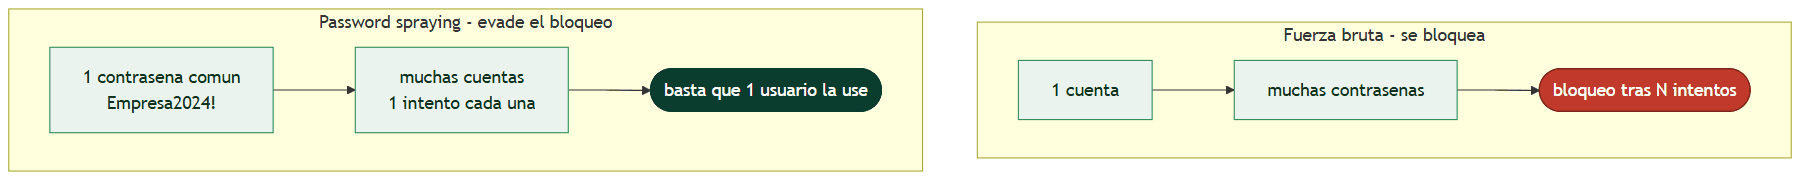 Password spraying - evade el bloqueo
1 contrasena comun
Empresa2024!
muchas cuentas
1 intento cada una
basta que 1 usuario la use
Fuerza bruta - se bloquea
1 cuenta
muchas contrasenas
bloqueo tras N intentos